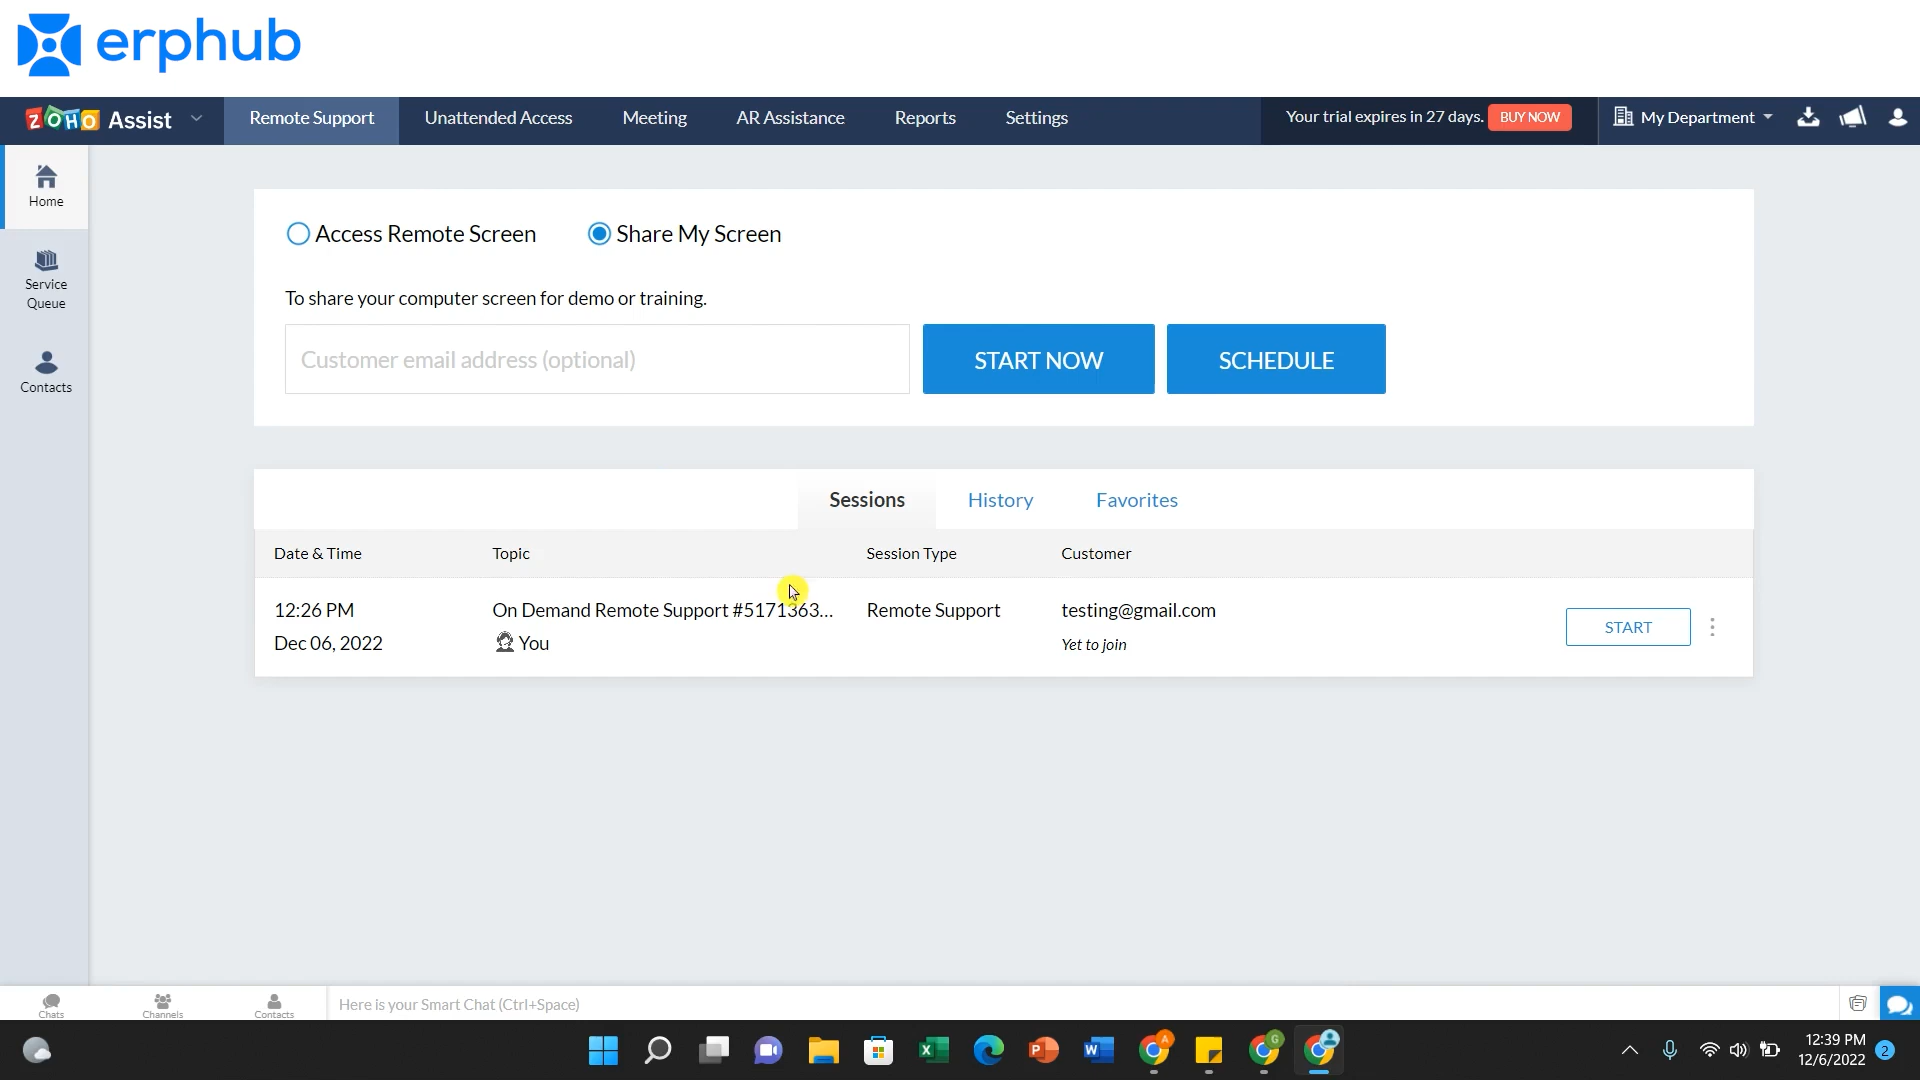 erphub
ZOHO Assist
Remote Support
Unattended Access
Meeting
AR Assistance
Reports
Settings
Your trial expires in 27 days.
BUY NOW
My Department
Home
Service
Queue
Contacts
Access Remote Screen
Share My Screen
To share your computer screen for demo or training.
Customer email address (optional)
START NOW
SCHEDULE
Sessions
History
Favorites
Date & Time
Topic
Session Type
Customer
12:26 PM
On Demand Remote Support #5171363...
Remote Support
testing@gmail.com
Dec 06, 2022
You
Yet to join
START
Chats
Channels
Contacts
Here is your Smart Chat (Ctrl+Space)
A
G
12:39 PM
12/6/2022
2